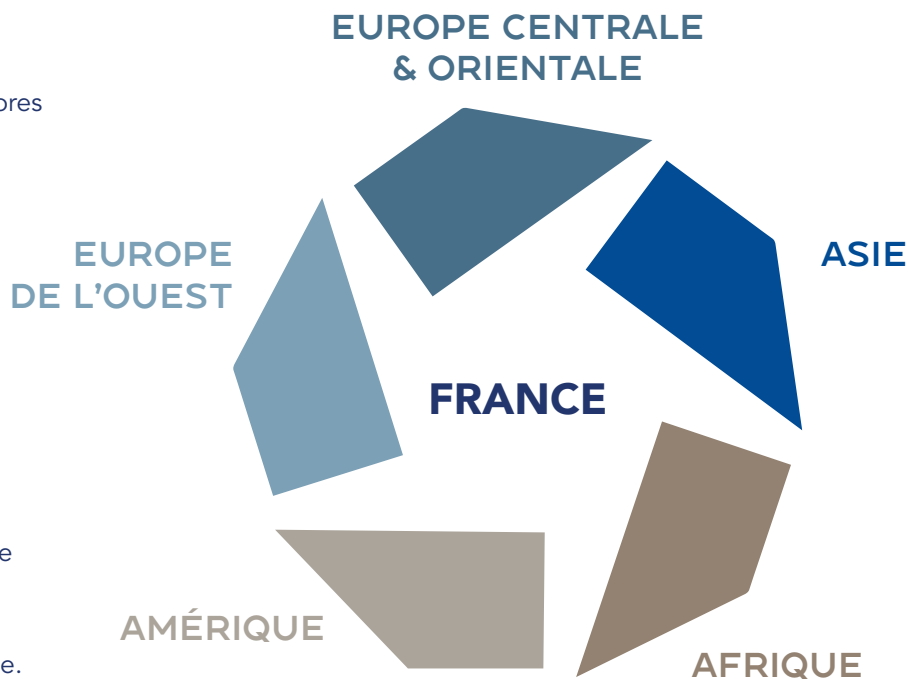 EUROPE CENTRALE
& ORIENTALE
EUROPE
DE L'OUEST
ASIE
FRANCE
AMÉRIQUE
AFRIQUE